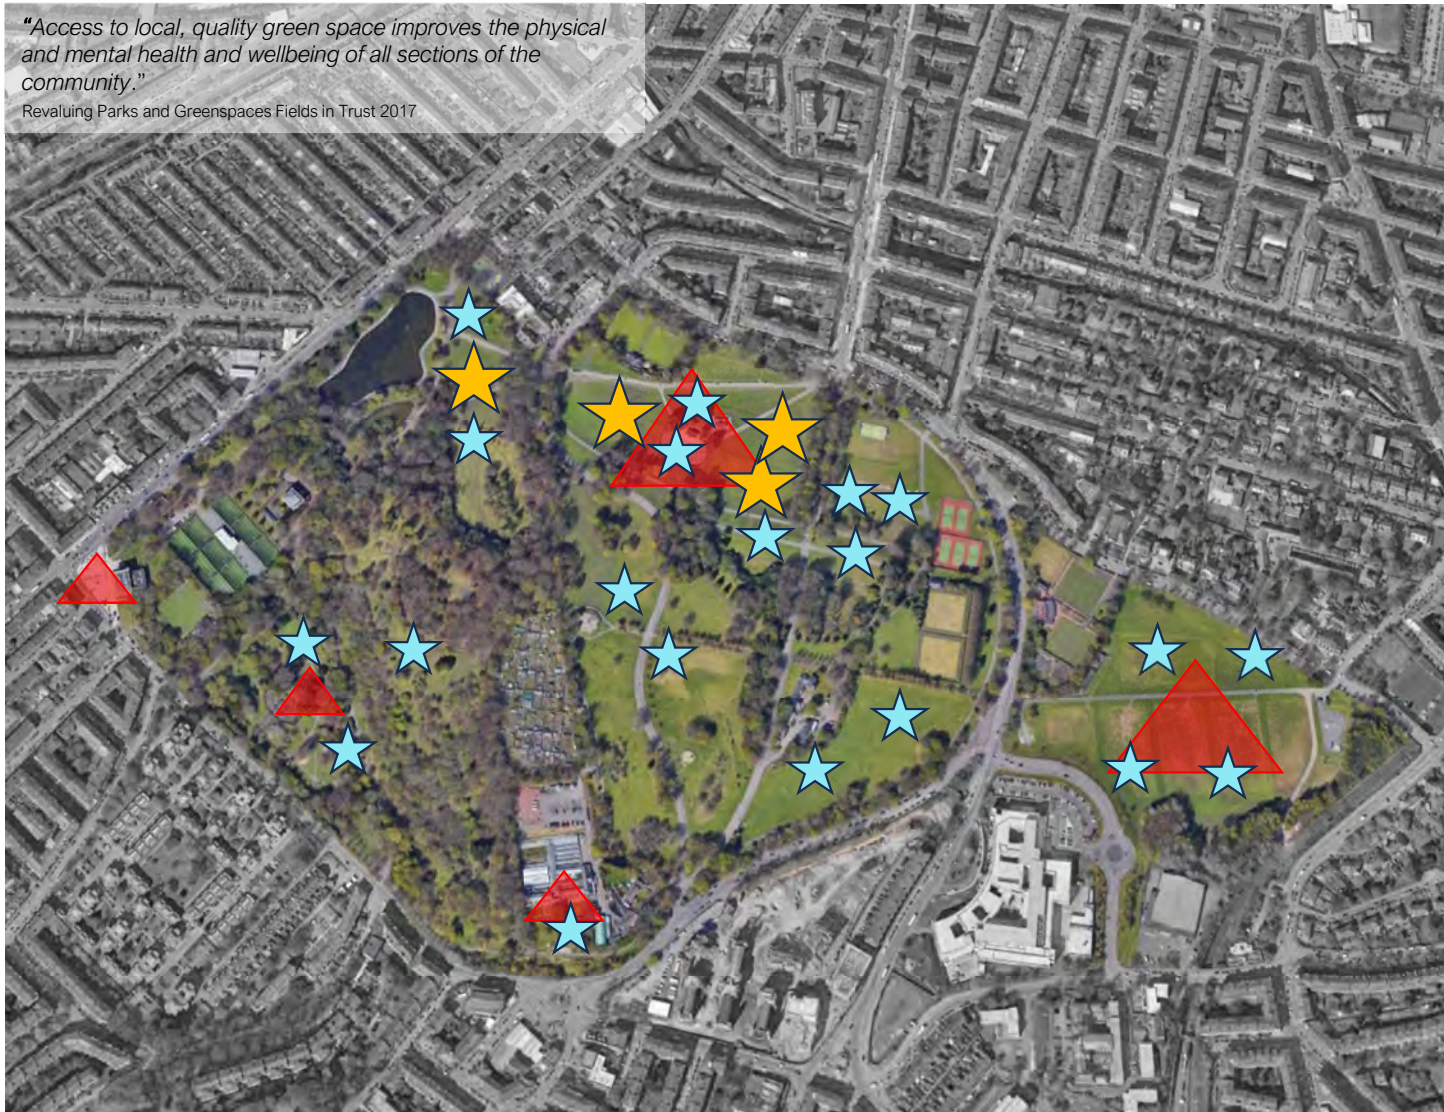 “Access to local, quality green space improves the physical
and mental health and wellbeing of all sections of the
community.”
Revaluing Parks and Greenspaces Fields in Trust 2017